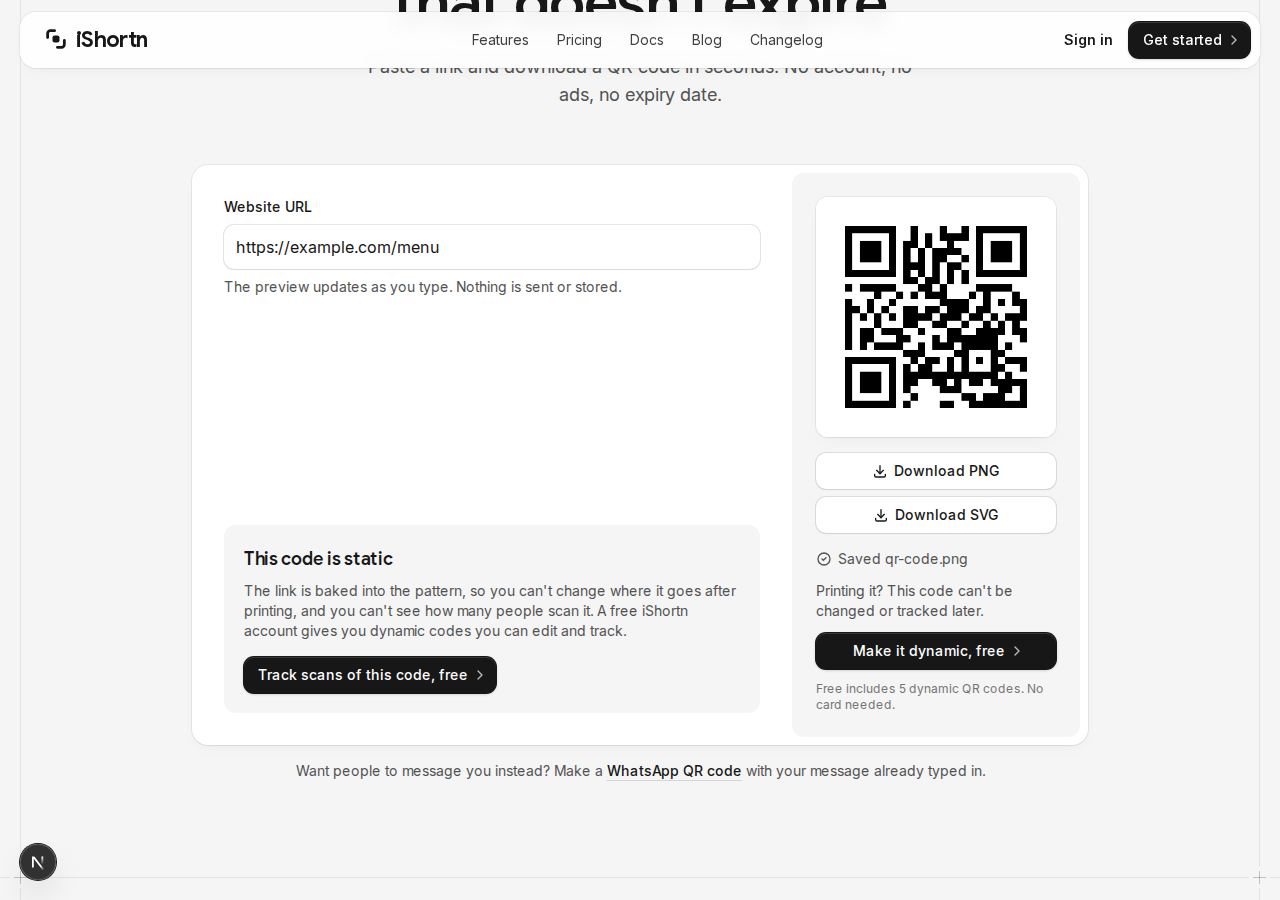 that doesn't expire
iShortn
Features
Pricing
Docs
Blog
Changelog
Sign in
Get started
Paste a link and download a QR code in seconds. No account, no
ads, no expiry date.
Website URL
https://example.com/menu
The preview updates as you type. Nothing is sent or stored.
This code is static
The link is baked into the pattern, so you can't change where it goes after
printing, and you can't see how many people scan it. A free iShortn
account gives you dynamic codes you can edit and track.
Track scans of this code, free
Download PNG
Download SVG
Saved qr-code.png
Printing it? This code can't be
changed or tracked later.
Make it dynamic, free
Free includes 5 dynamic QR codes. No
card needed.
Want people to message you instead? Make a WhatsApp QR code with your message already typed in.
N